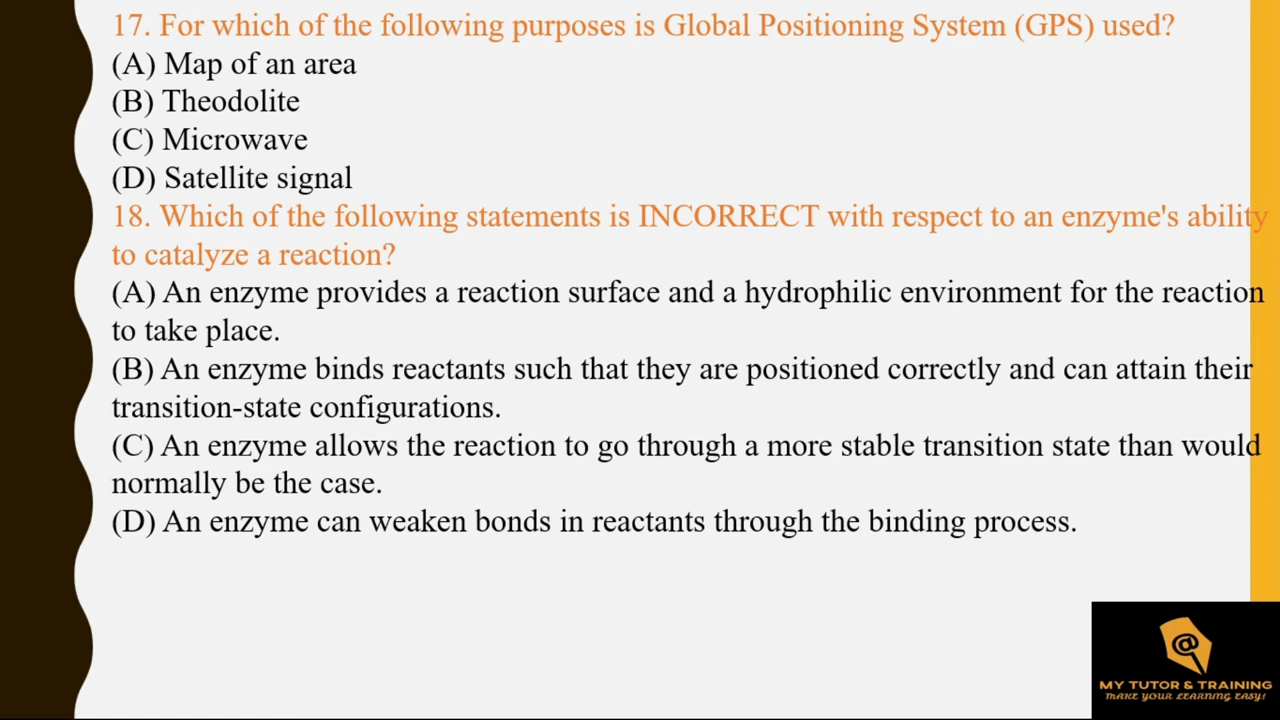 17. For which of the following purposes is Global Positioning System (GPS) used?
(A) Map of an area
(B) Theodolite
(C) Microwave
(D) Satellite signal
18. Which of the following statements is INCORRECT with respect to an enzyme's ability
to catalyze a reaction?
(A) An enzyme provides a reaction surface and a hydrophilic environment for the reaction
to take place.
(B) An enzyme binds reactants such that they are positioned correctly and can attain their
transition-state configurations.
(C) An enzyme allows the reaction to go through a more stable transition state than would
normally be the case.
(D) An enzyme can weaken bonds in reactants through the binding process.
@
MY TUTOR & TRAINING
MAKE YOUR LEARNING EASY!